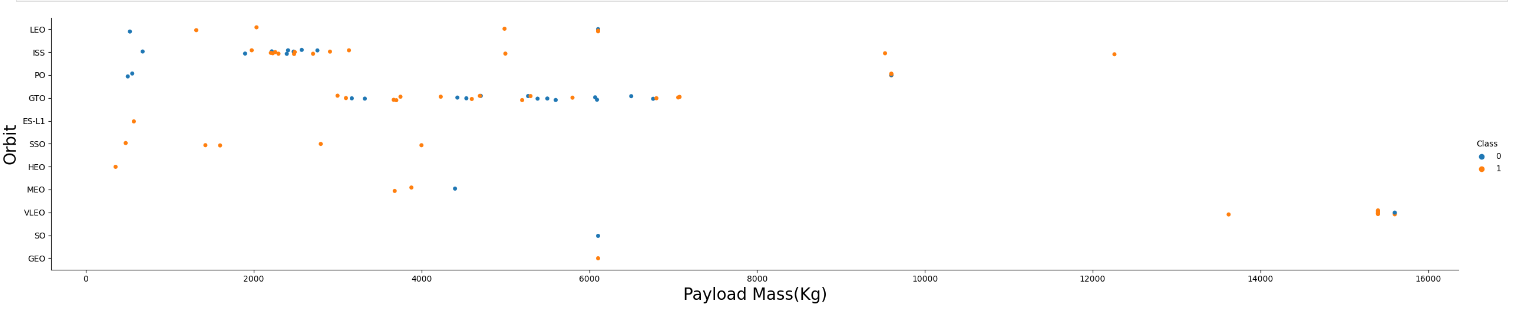 Orbit
LEO
ISS
PO
GTO
ES-L1
SSO
HEO
MEO
VLEO
SO
GEO
0 2000 4000 6000 8000 10000 12000 14000 16000
Payload Mass(Kg)
Class
0
1